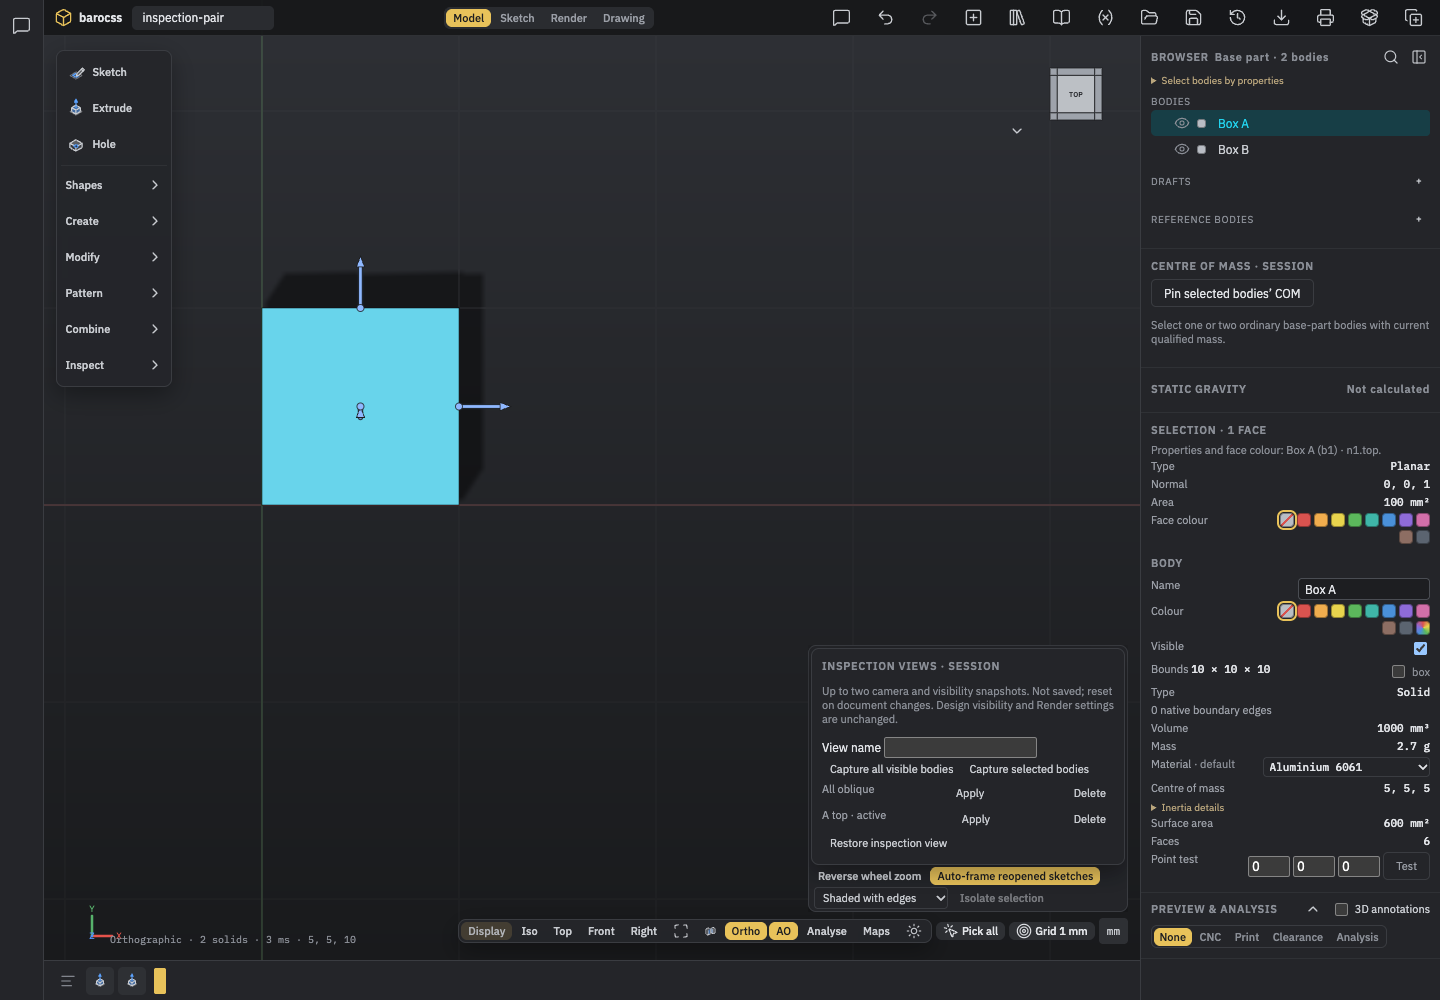 barocss
inspection-pair
Model Sketch Render Drawing
Sketch
Extrude
Hole
Shapes
Create
Modify
Pattern
Combine
Inspect
TOP
BROWSER Base part · 2 bodies
Select bodies by properties
BODIES
Box A
Box B
DRAFTS +
REFERENCE BODIES +
CENTRE OF MASS · SESSION
Pin selected bodies’ COM
Select one or two ordinary base-part bodies with current
qualified mass.
STATIC GRAVITY Not calculated
SELECTION · 1 FACE
Properties and face colour: Box A (b1) · n1.top.
Type Planar
Normal 0, 0, 1
Area 100 mm²
Face colour
BODY
Name Box A
Colour
Visible
Bounds 10 × 10 × 10 box
Type Solid
0 native boundary edges
Volume 1000 mm³
Mass 2.7 g
Material · default Aluminium 6061
Centre of mass 5, 5, 5
Inertia details
Surface area 600 mm²
Faces 6
Point test 0 0 0 Test
PREVIEW & ANALYSIS 3D annotations
None CNC Print Clearance Analysis
INSPECTION VIEWS · SESSION
Up to two camera and visibility snapshots. Not saved; reset
on document changes. Design visibility and Render settings
are unchanged.
View name
Capture all visible bodies Capture selected bodies
All oblique Apply Delete
A top · active Apply Delete
Restore inspection view
Reverse wheel zoom Auto-frame reopened sketches
Shaded with edges Isolate selection
Display Iso Top Front Right Ortho AO Analyse Maps Pick all Grid 1 mm mm
Y
Z X
Orthographic · 2 solids · 3 ms · 5, 5, 10